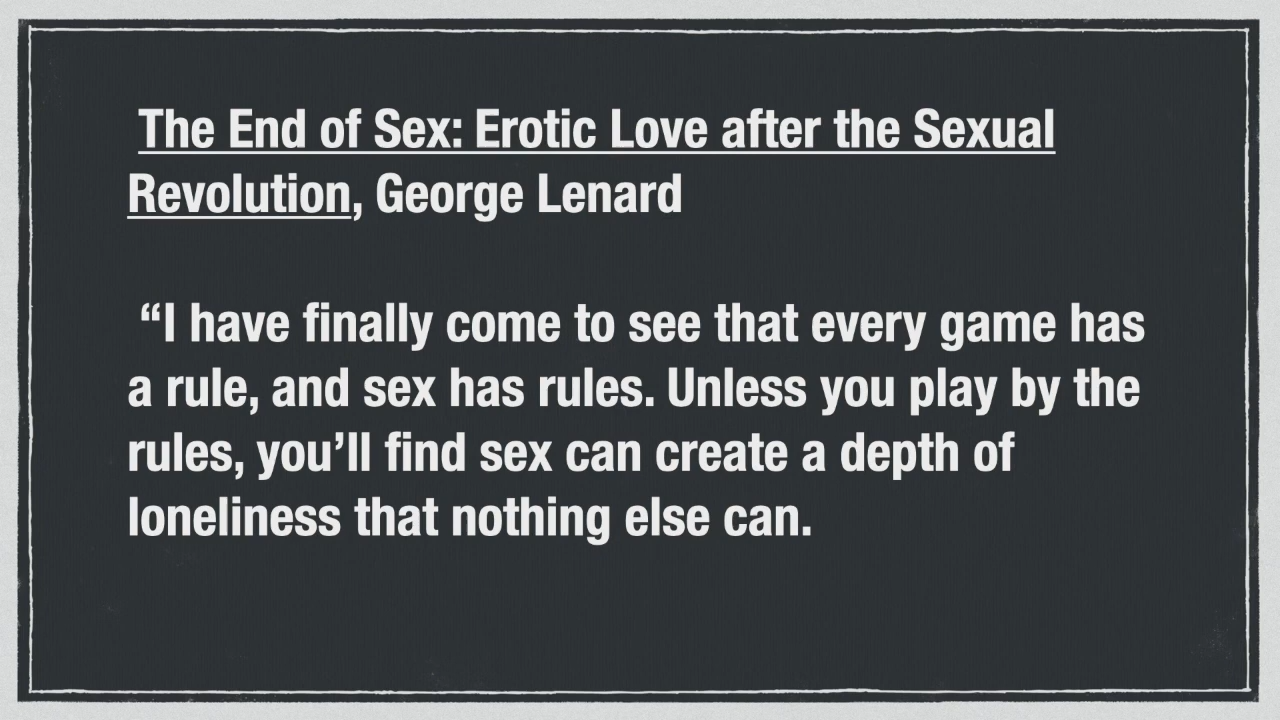 The End of Sex: Erotic Love after the Sexual
Revolution, George Lenard
“I have finally come to see that every game has
a rule, and sex has rules. Unless you play by the
rules, you’ll find sex can create a depth of
loneliness that nothing else can.